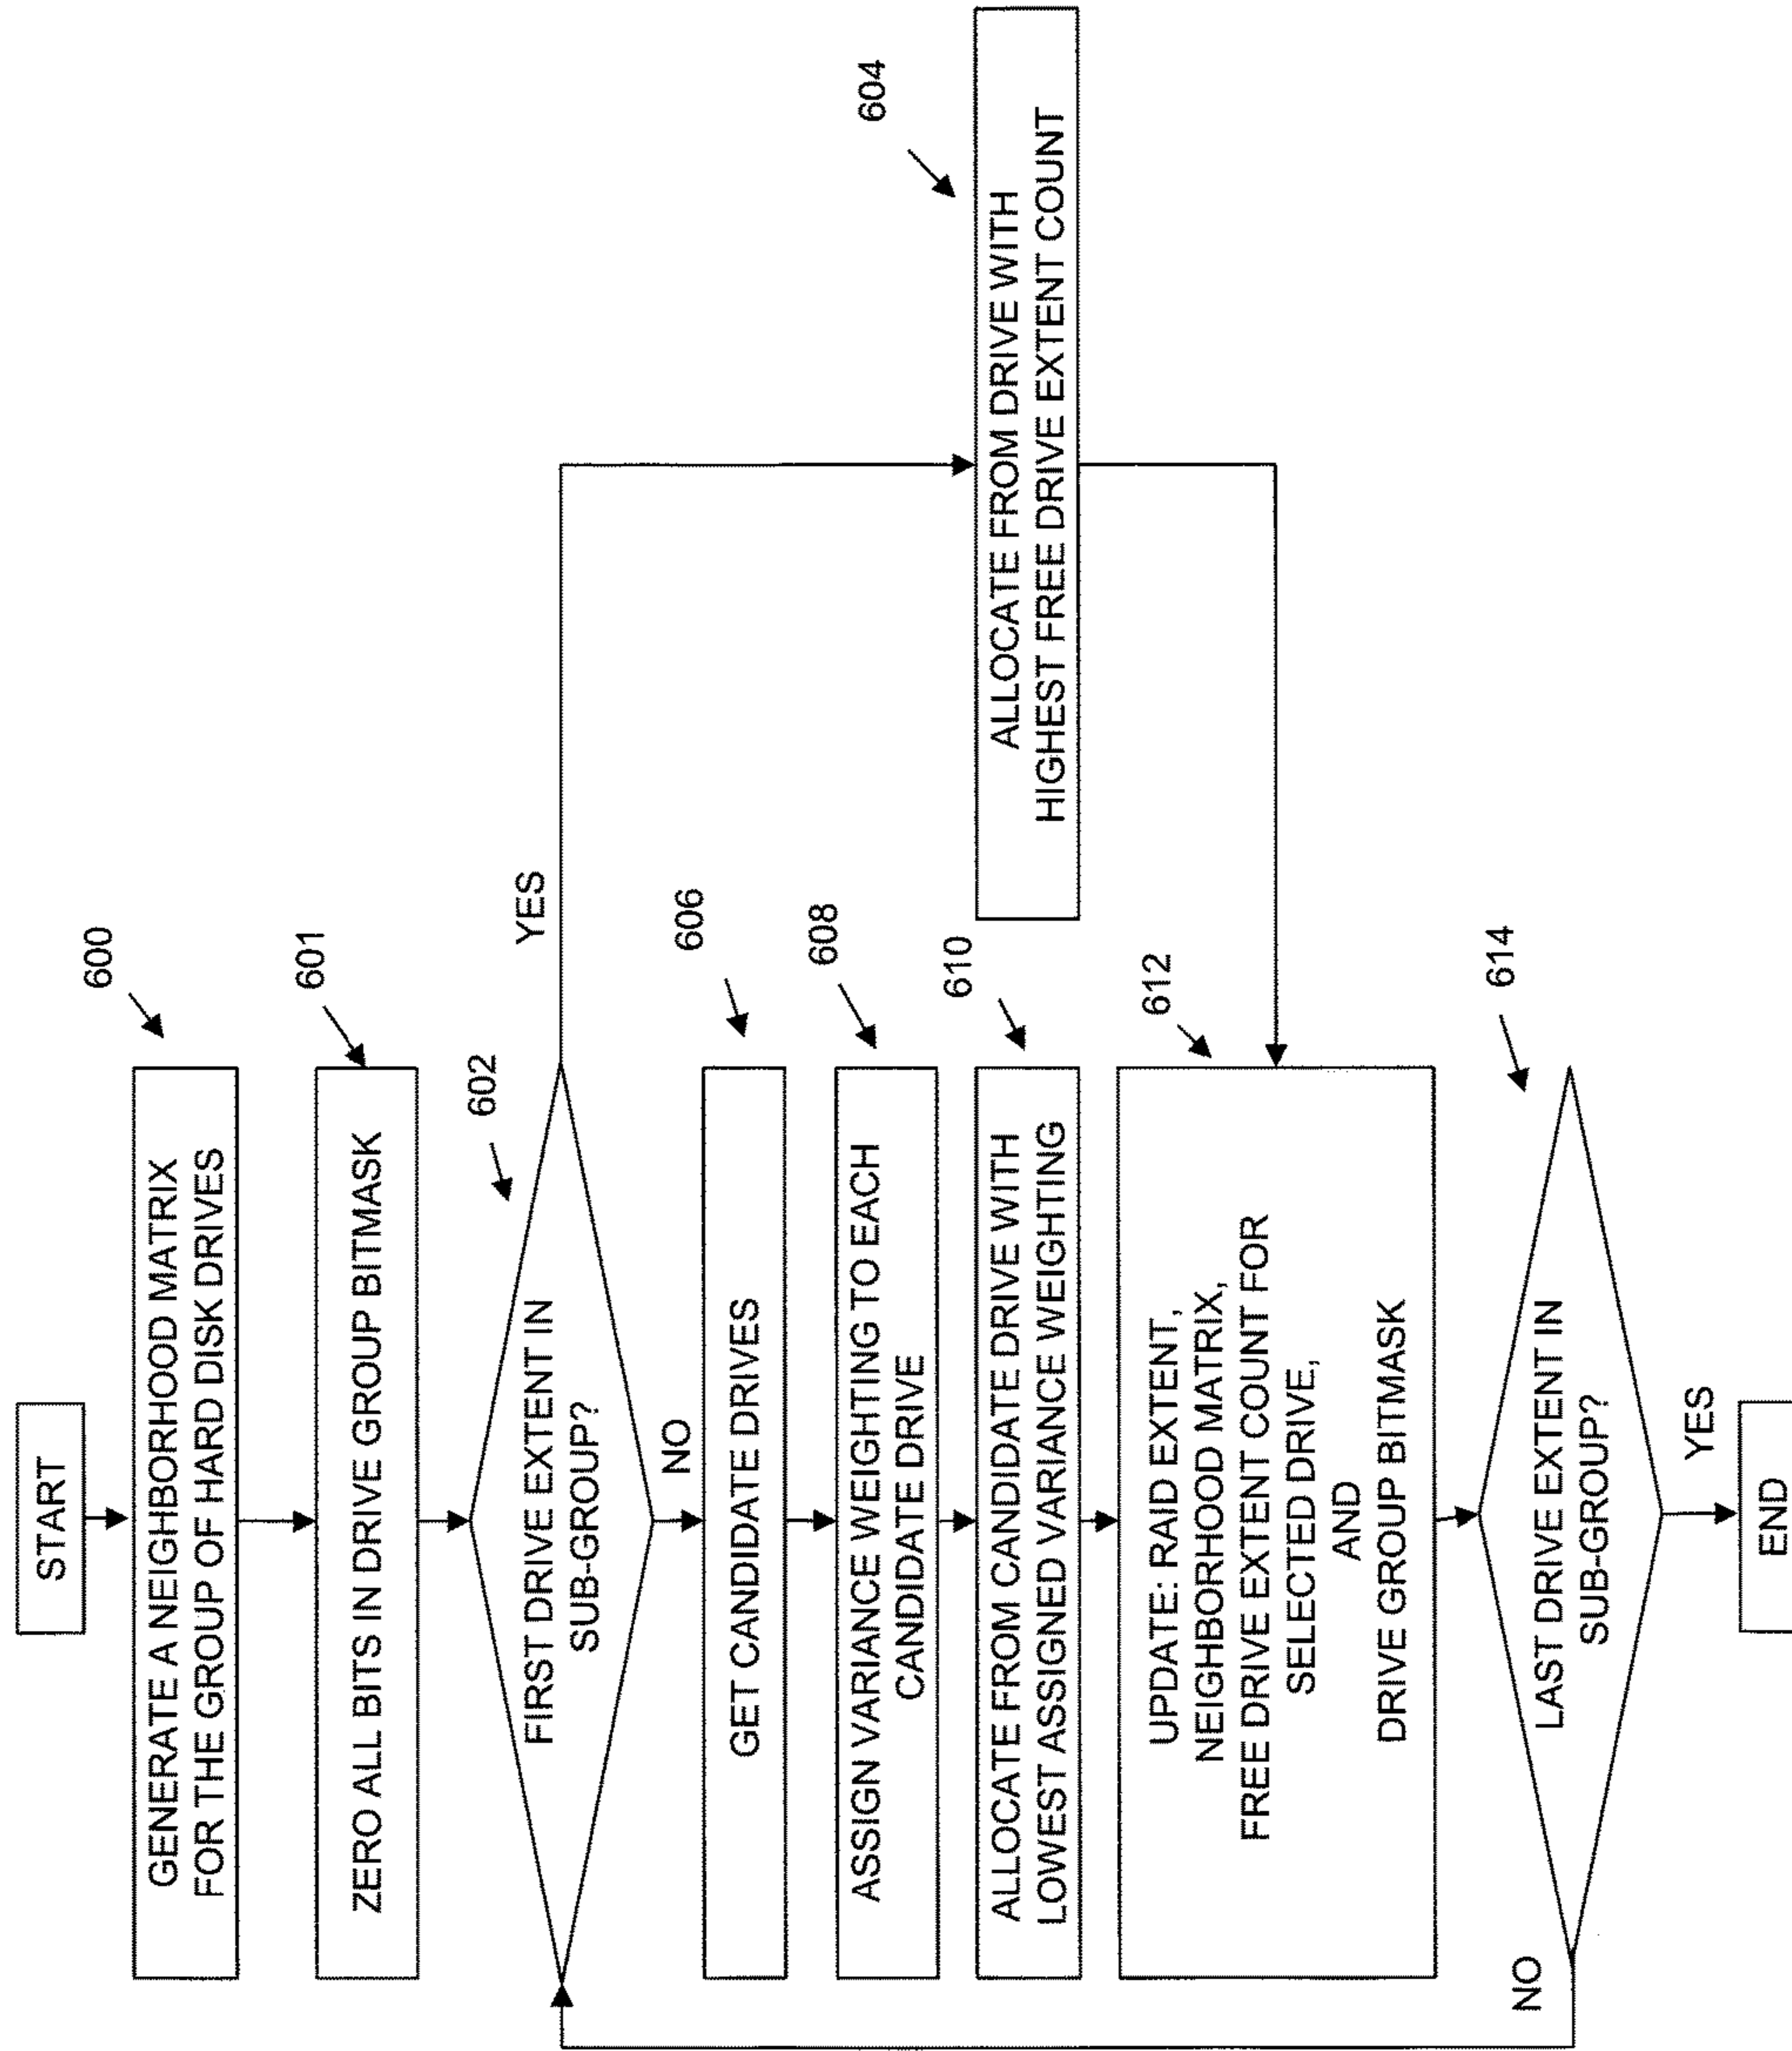 START
600
GENERATE A NEIGHBORHOOD MATRIX
FOR THE GROUP OF HARD DISK DRIVES
601
ZERO ALL BITS IN DRIVE GROUP BITMASK
602
FIRST DRIVE EXTENT IN
SUB-GROUP?
YES
NO
604
ALLOCATE FROM DRIVE WITH
HIGHEST FREE DRIVE EXTENT COUNT
606
GET CANDIDATE DRIVES
608
ASSIGN VARIANCE WEIGHTING TO EACH
CANDIDATE DRIVE
610
ALLOCATE FROM CANDIDATE DRIVE WITH
LOWEST ASSIGNED VARIANCE WEIGHTING
612
UPDATE: RAID EXTENT,
NEIGHBORHOOD MATRIX,
FREE DRIVE EXTENT COUNT FOR
SELECTED DRIVE,
AND
DRIVE GROUP BITMASK
614
LAST DRIVE EXTENT IN
SUB-GROUP?
NO
YES
END